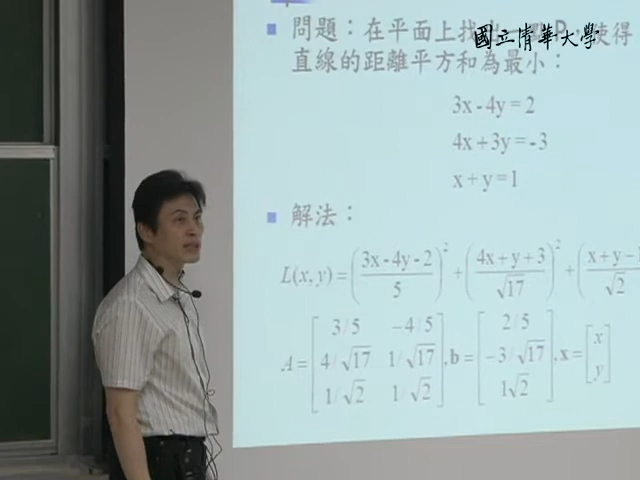 國立清華大學
問題：在平面上找 P，使得
直線的距離平方和為最小：
3x - 4y = 2
4x + 3y = -3
x + y = 1
解法：
L(x, y) = ( (3x - 4y - 2) / 5 )² + ( (4x + y + 3) / √17 )² + ( (x + y - 1 / √2
A = [ 3/5 -4/5 ; 4/√17 1/√17 ; 1/√2 1/√2 ], b = [ 2/5 ; -3/√17 ; 1√2 ], x = [ x ; y ]